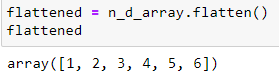 flattened = n_d_array.flatten()
flattened
array([1, 2, 3, 4, 5, 6])